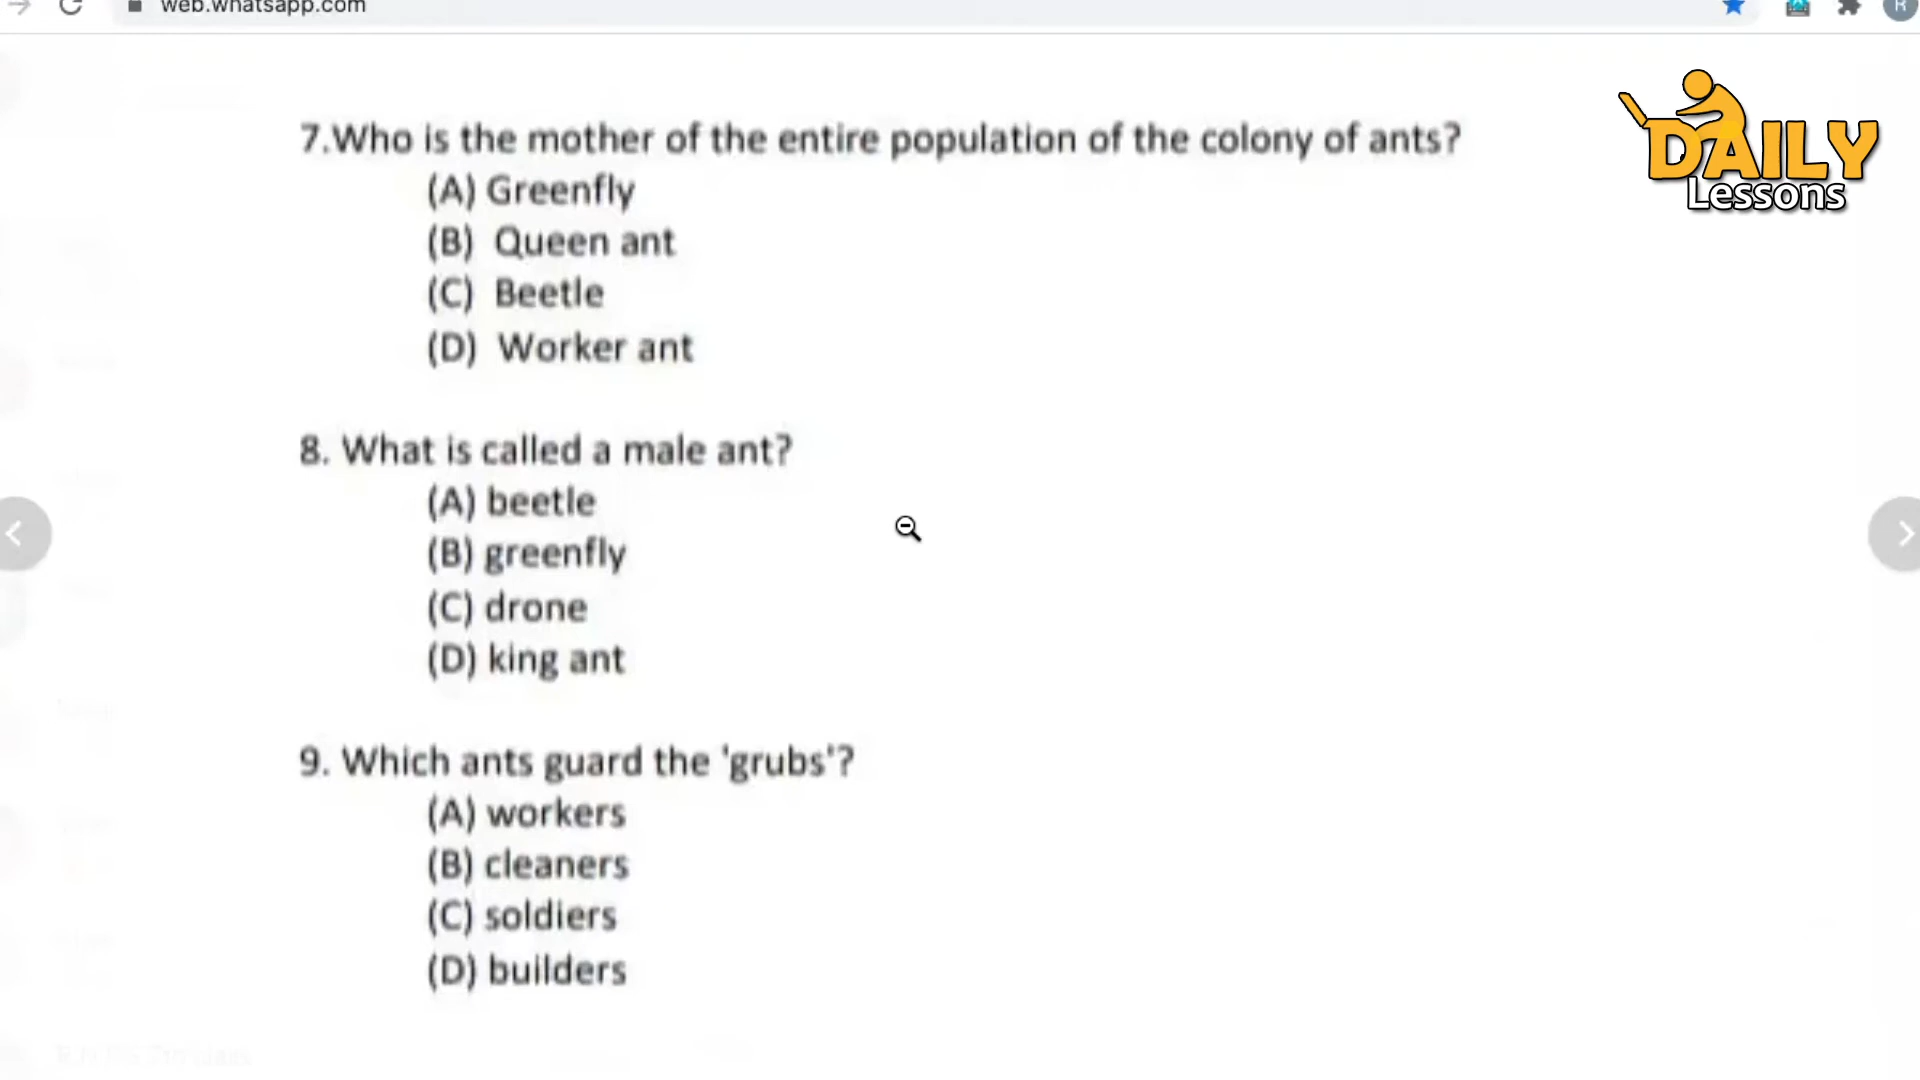 web.whatsapp.com
R
DAILY
Lessons
7.Who is the mother of the entire population of the colony of ants?
(A) Greenfly
(B) Queen ant
(C) Beetle
(D) Worker ant
8. What is called a male ant?
(A) beetle
(B) greenfly
(C) drone
(D) king ant
9. Which ants guard the 'grubs'?
(A) workers
(B) cleaners
(C) soldiers
(D) builders